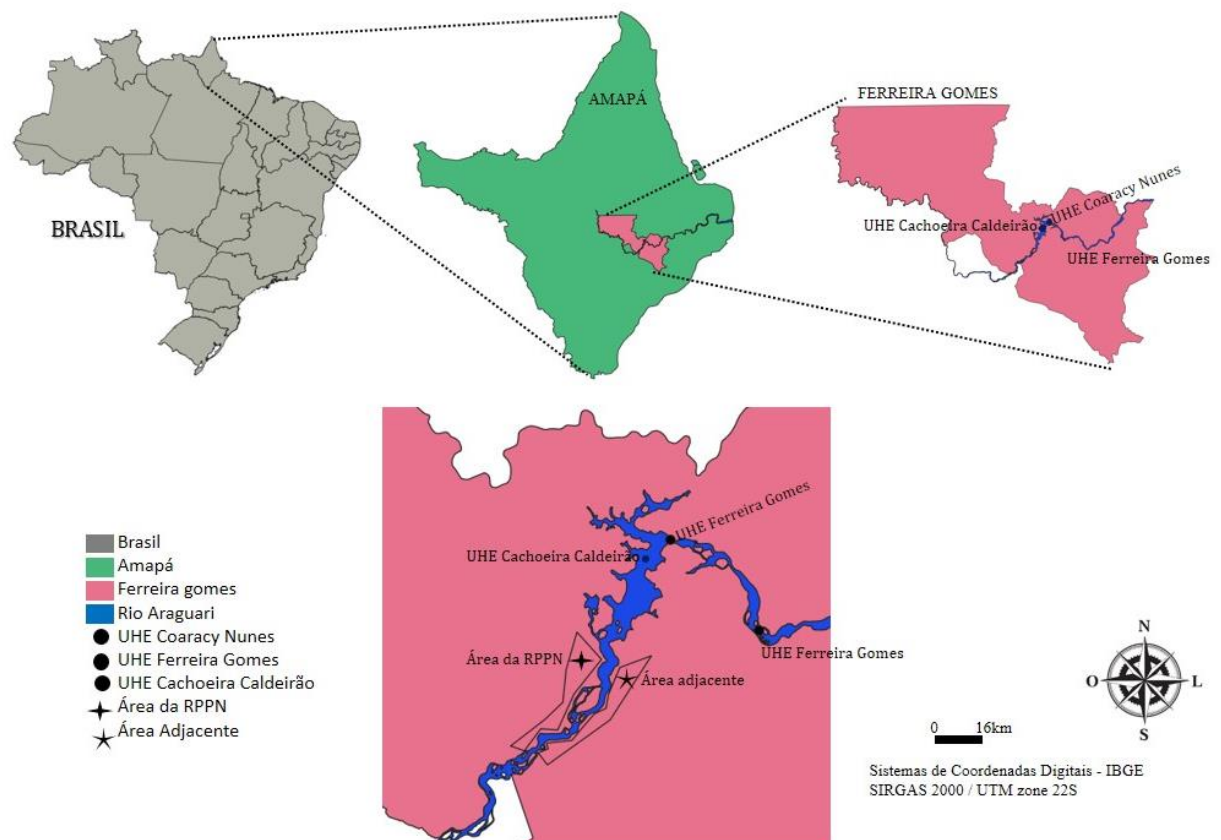 BRASIL
AMAPÁ
FERREIRA GOMES
UHE Coaracy Nunes
UHE Cachoeira Caldeirão
UHE Ferreira Gomes
UHE Ferreira Gomes
UHE Cachoeira Caldeirão
UHE Ferreira Gomes
Área da RPPN
Área adjacente
Brasil
Amapá
Ferreira gomes
Rio Araguari
UHE Coaracy Nunes
UHE Ferreira Gomes
UHE Cachoeira Caldeirão
Área da RPPN
Área Adjacente
N
O
L
S
0 16km
Sistemas de Coordenadas Digitais - IBGE
SIRGAS 2000 / UTM zone 22S